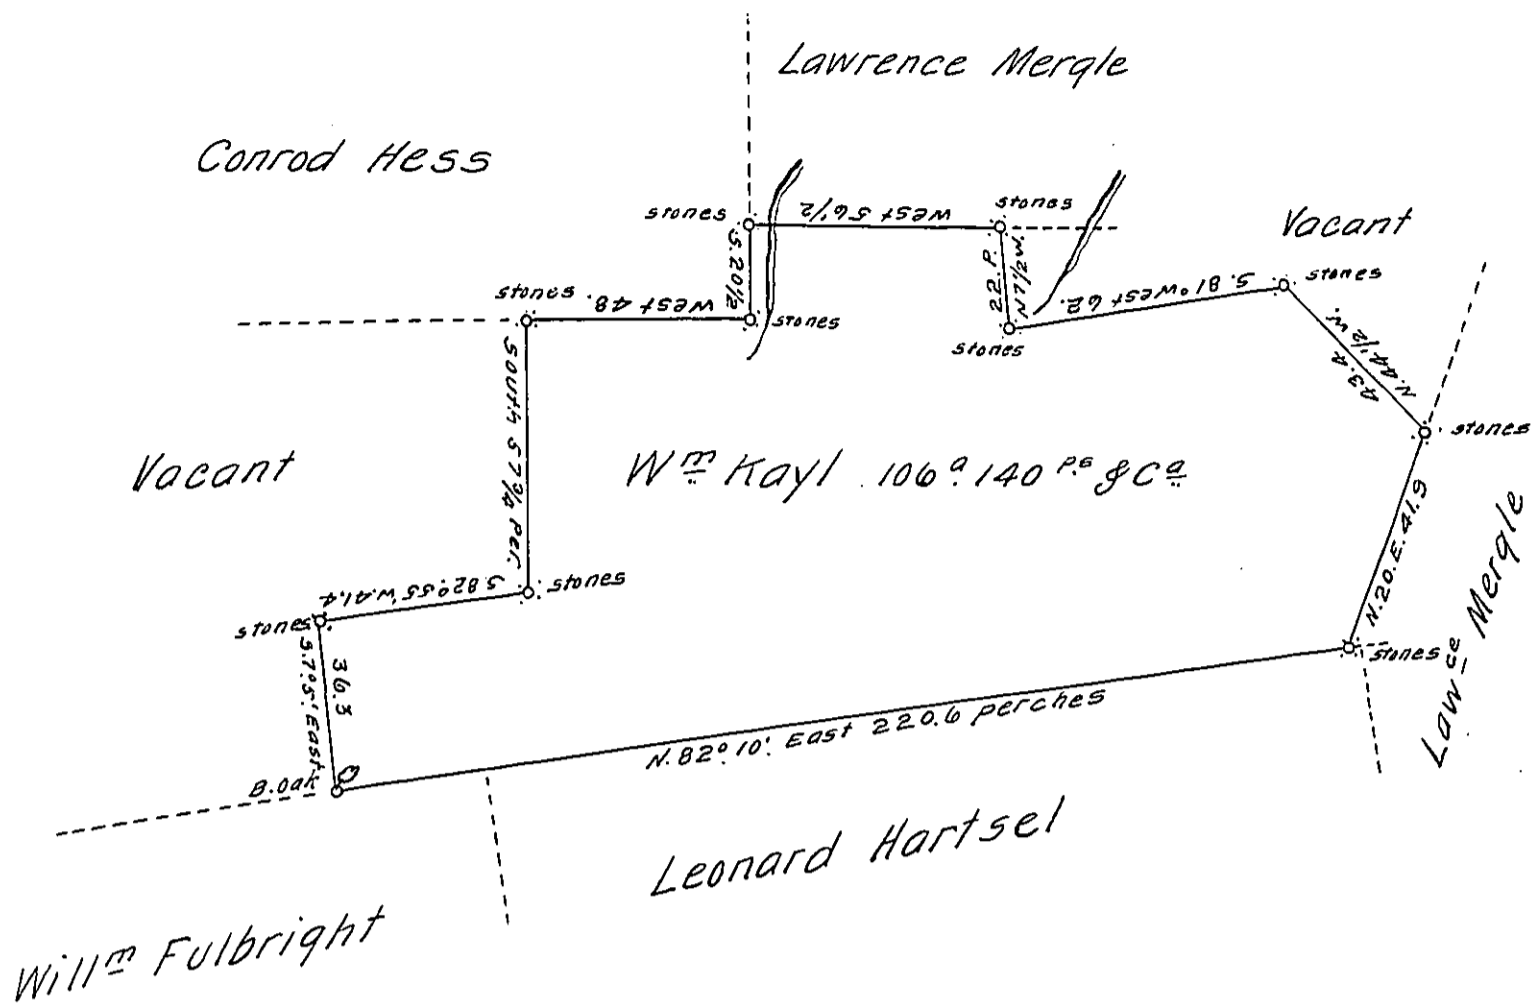 Lawrence Mergle
Conrod Hess
stones
West 56 1/2
stones
Vacant
S. 20 1/2
22 P.
N 7 1/2 W.
S. 81° West 62.
stones
stones.
West 48
stones
stones
N. 44 1/2 W.
43.4
stones
South 57 3/4 Per.
Vacant
Wm Kayl 106a. 140 Ps & Ca
N. 20. E. 41.9
Lawce Mergle
S. 82° 55' W. 41.4
stones
stones
S. 7° 5' East
36.3
stones
N. 82° 10'. East 220.6 perches
B. Oak
Leonard Hartsel
Willm Fulbright